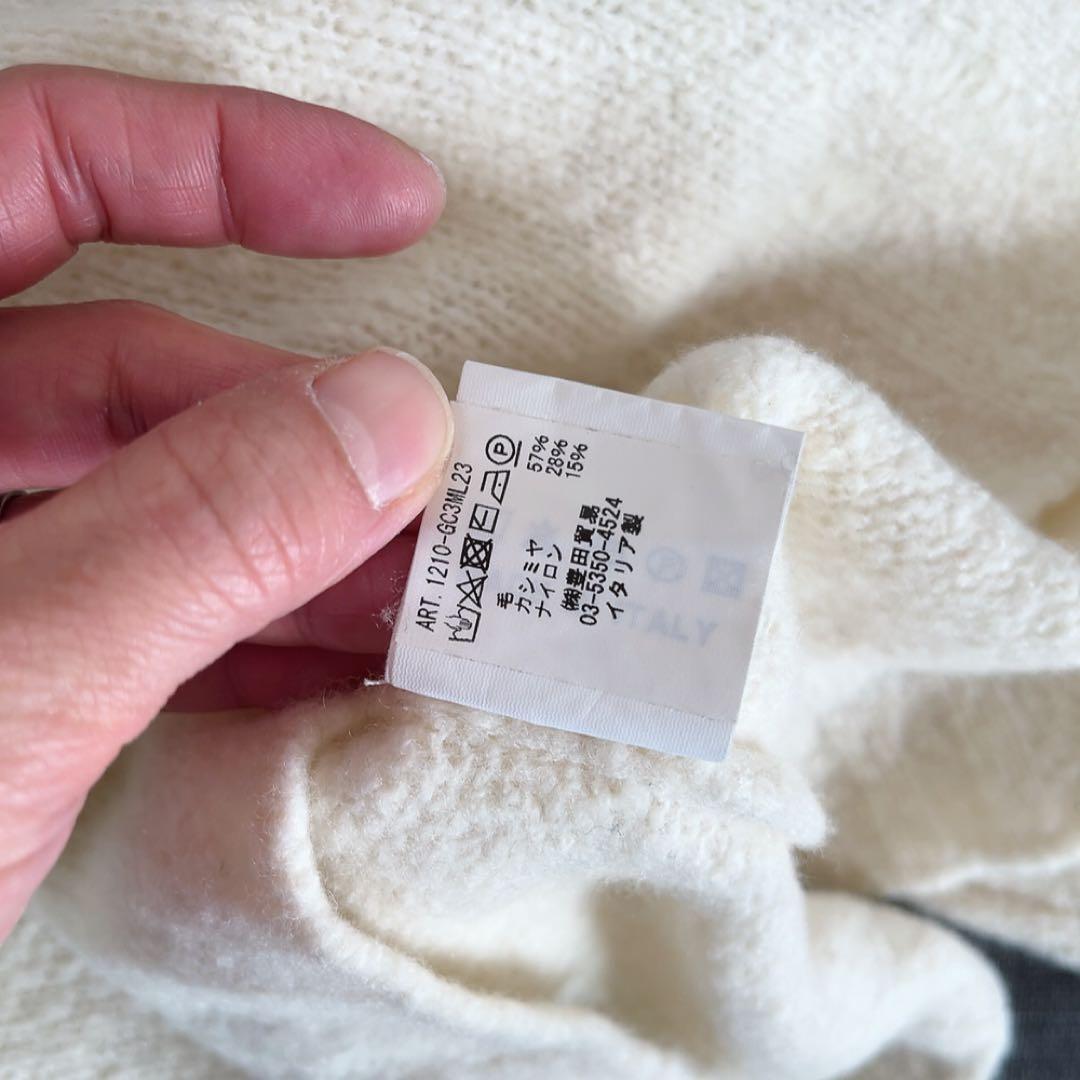 ART. 1210-GC3ML23
P
毛 57%
カシミヤ 28%
ナイロン 15%
㈱豊田貿易
03-5350-4524
イタリア製
ITALY